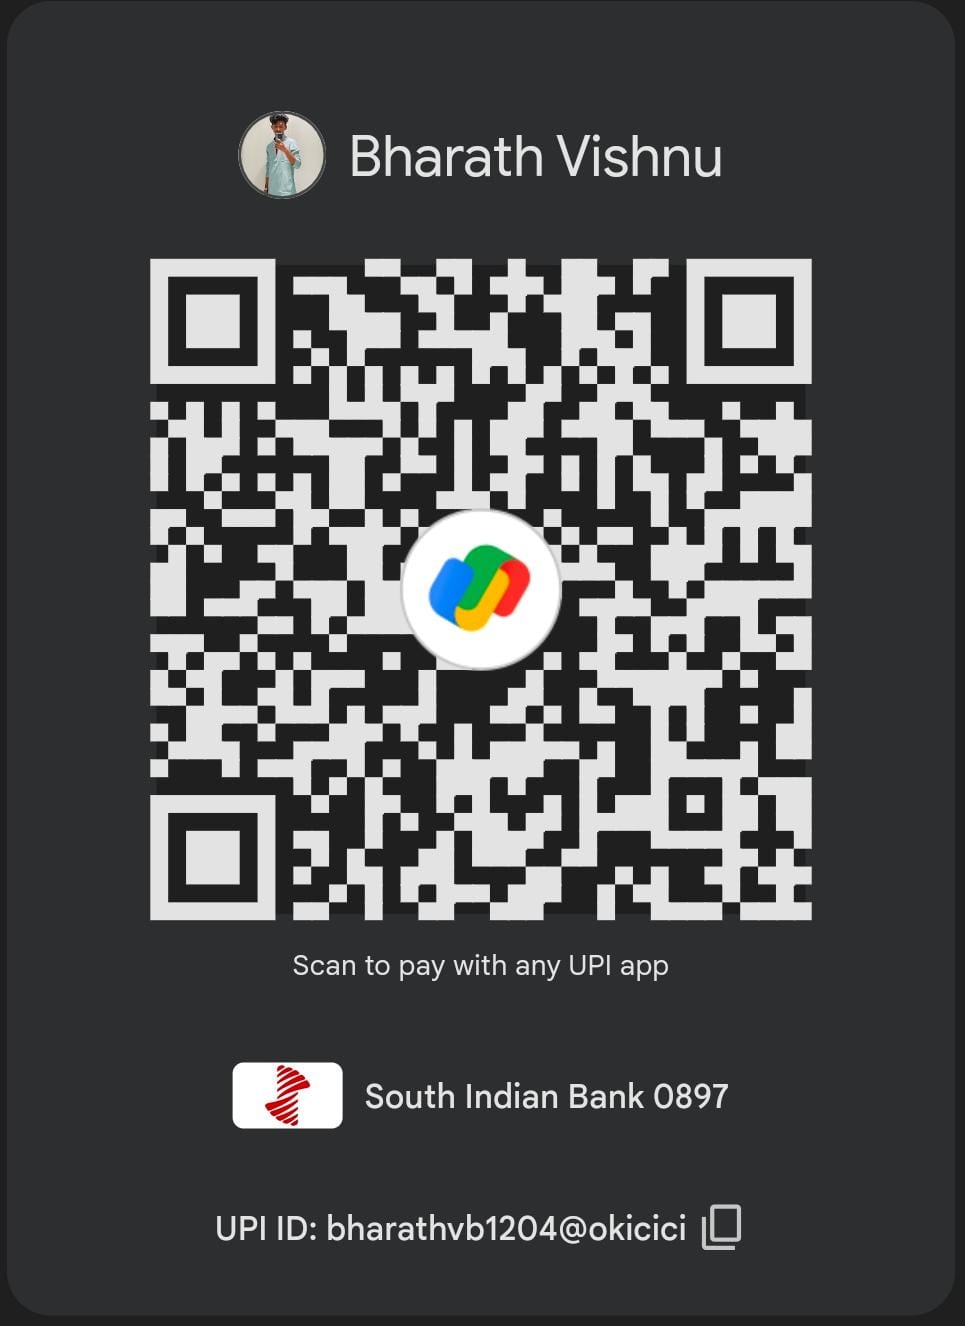 Bharath Vishnu
Scan to pay with any UPI app
South Indian Bank 0897
UPI ID: bharathvb1204@okicici